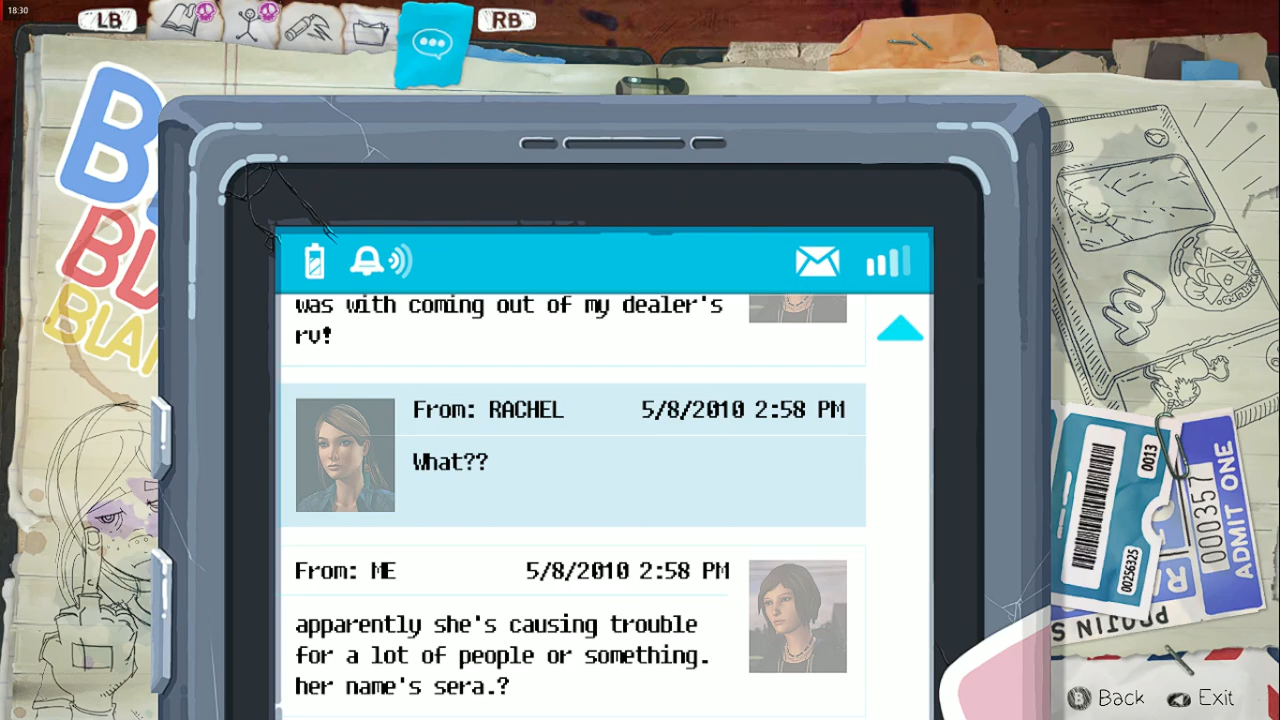 18:30
LB
RB
was with coming out of my dealer's
rv!
From: RACHEL 5/8/2010 2:58 PM
What??
From: ME 5/8/2010 2:58 PM
apparently she's causing trouble
for a lot of people or something.
her name's sera.?
0013
00256325
000357
ADMIT ONE
B Back
Exit